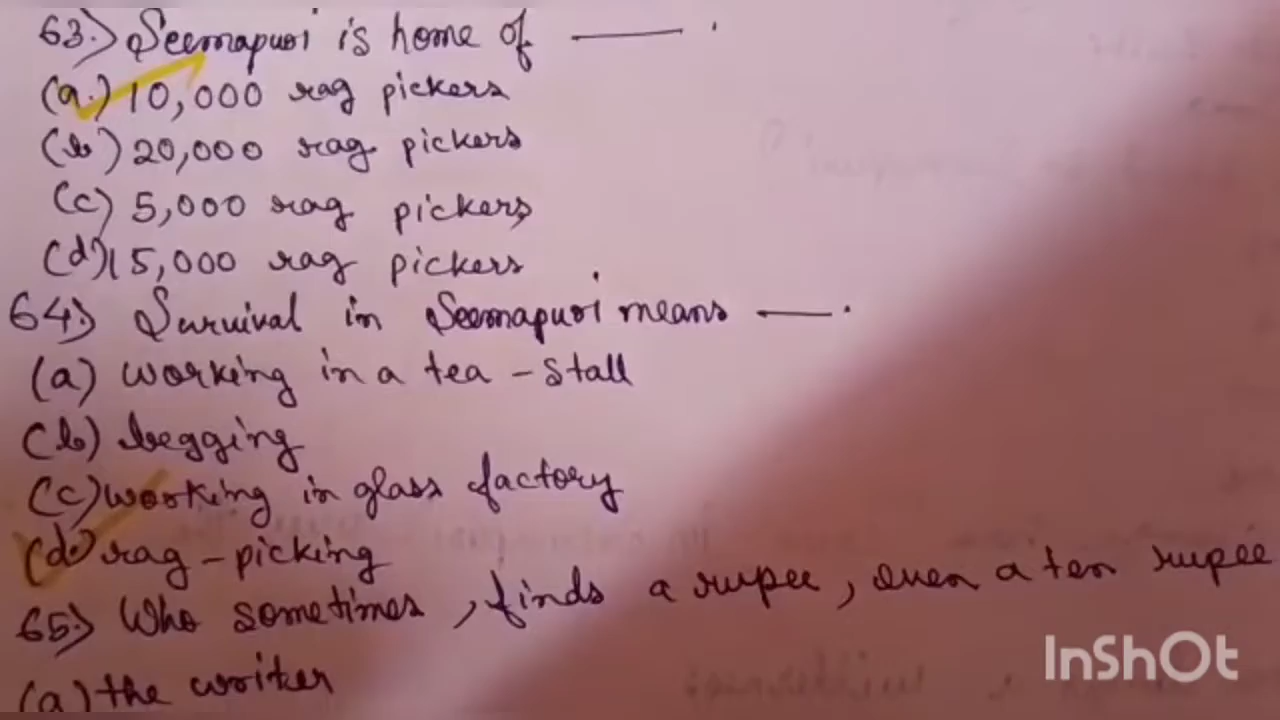 63.) Seemapuri is home of ——— .
(a.) 10,000 rag pickers
(b) 20,000 rag pickers
(c) 5,000 rag pickers
(d) 15,000 rag pickers
64.) Survival in Seemapuri means —— .
(a) working in a tea - stall
(b) begging
(c) working in glass factory
(d.) rag - picking
65.) Who sometimes, finds a rupee, even a ten rupee
(a) the writer
InShOt